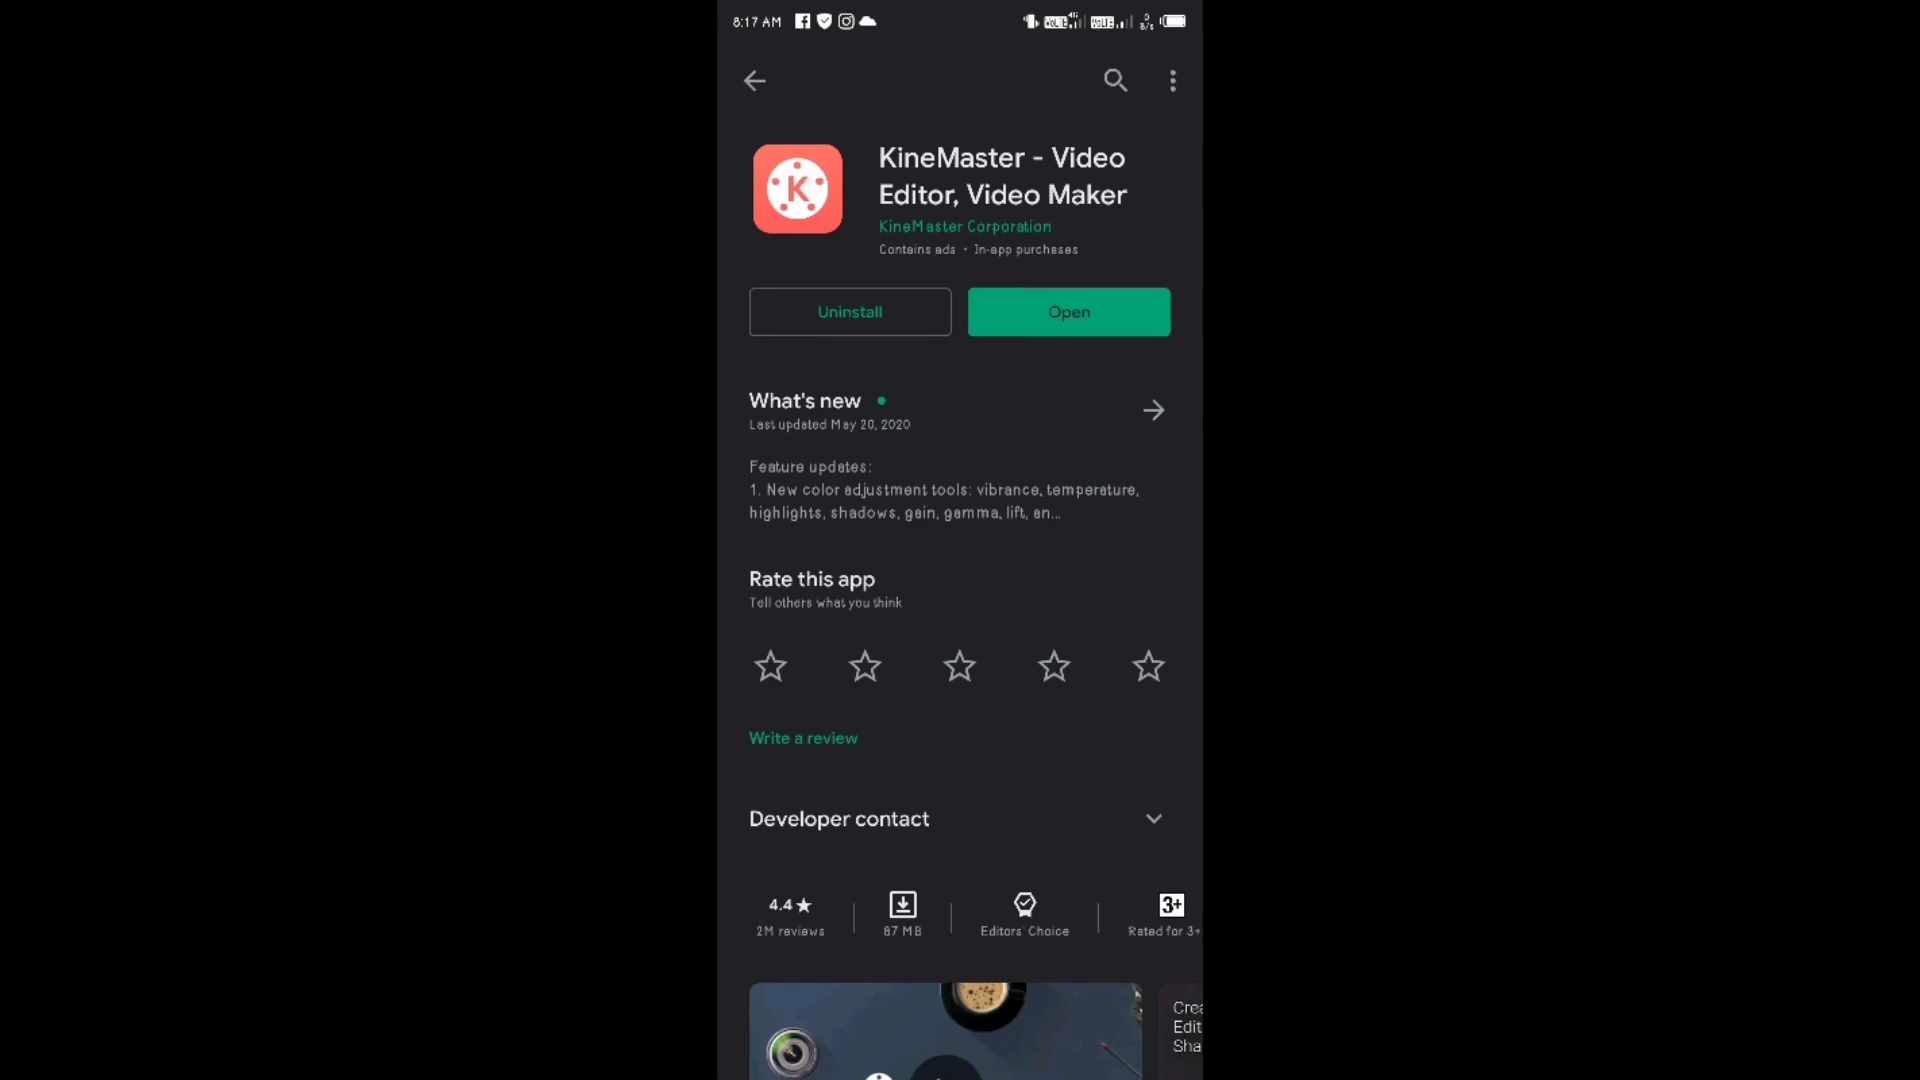 8:17 AM
KineMaster - Video
Editor, Video Maker
KineMaster Corporation
Contains ads • In-app purchases
Uninstall
Open
What's new
Last updated May 20, 2020
Feature updates:
1. New color adjustment tools: vibrance, temperature,
highlights, shadows, gain, gamma, lift, an...
Rate this app
Tell others what you think
Write a review
Developer contact
4.4★
2M reviews
87 MB
Editors' Choice
3+
Rated for 3+
Crea
Edit
Sha